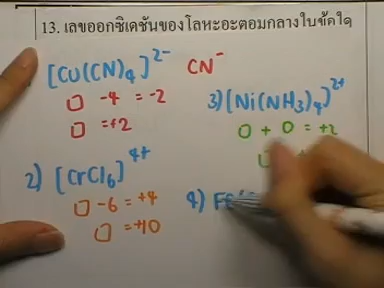 13. เลขออกซิเดชันของโลหะอะตอมกลางในข้อใด
[Cu(CN)4]2- CN-
□ -4 = -2
□ = +2
2) [CrCl6]4+
□ -6 = +4
□ = +10
3) [Ni(NH3)4]2+
□ + 0 = +2
4) Fe